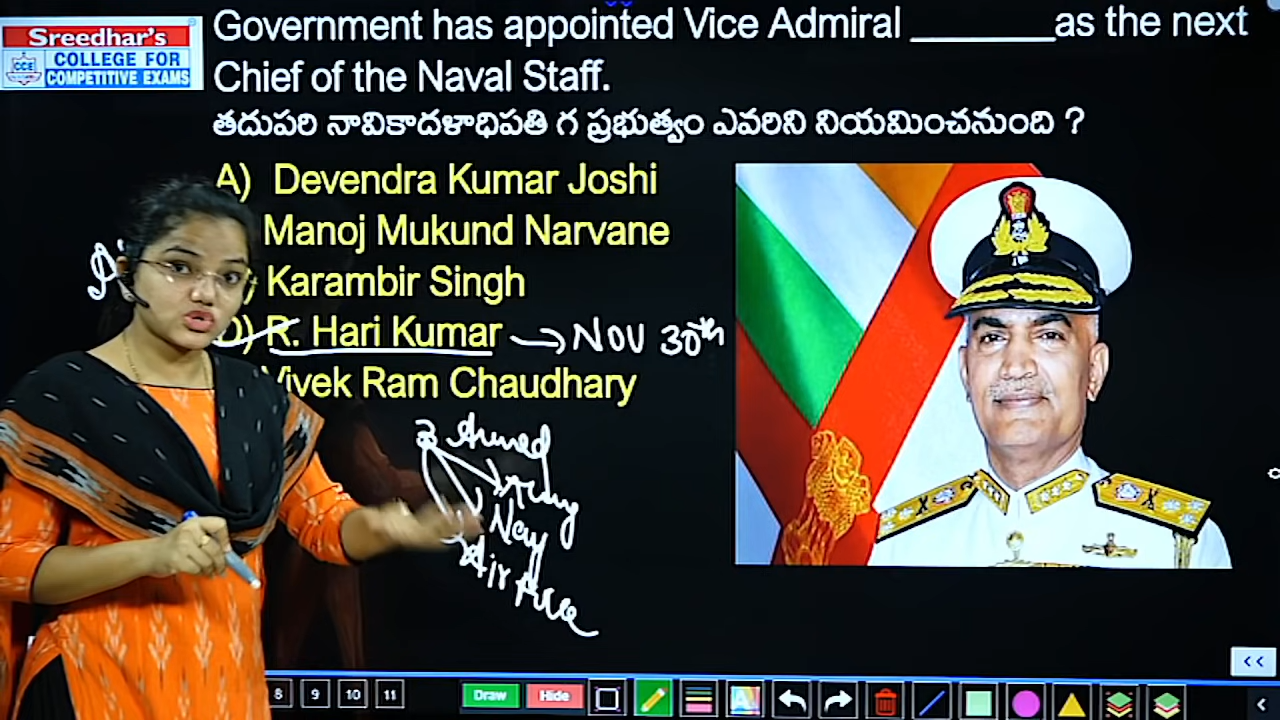 Sreedhar's
CCE
COLLEGE FOR
COMPETITIVE EXAMS
Government has appointed Vice Admiral ________as the next
Chief of the Naval Staff.
తదుపరి నావికాదళాధిపతి గ ప్రభుత్వం ఎవరిని నియమించనుంది ?
A) Devendra Kumar Joshi
Manoj Mukund Narvane
) Karambir Singh
D) R. Hari Kumar → Nov 30th
Vivek Ram Chaudhary
3 Armed
Army
Navy
Air Force
8 9 10 11 Draw Hide